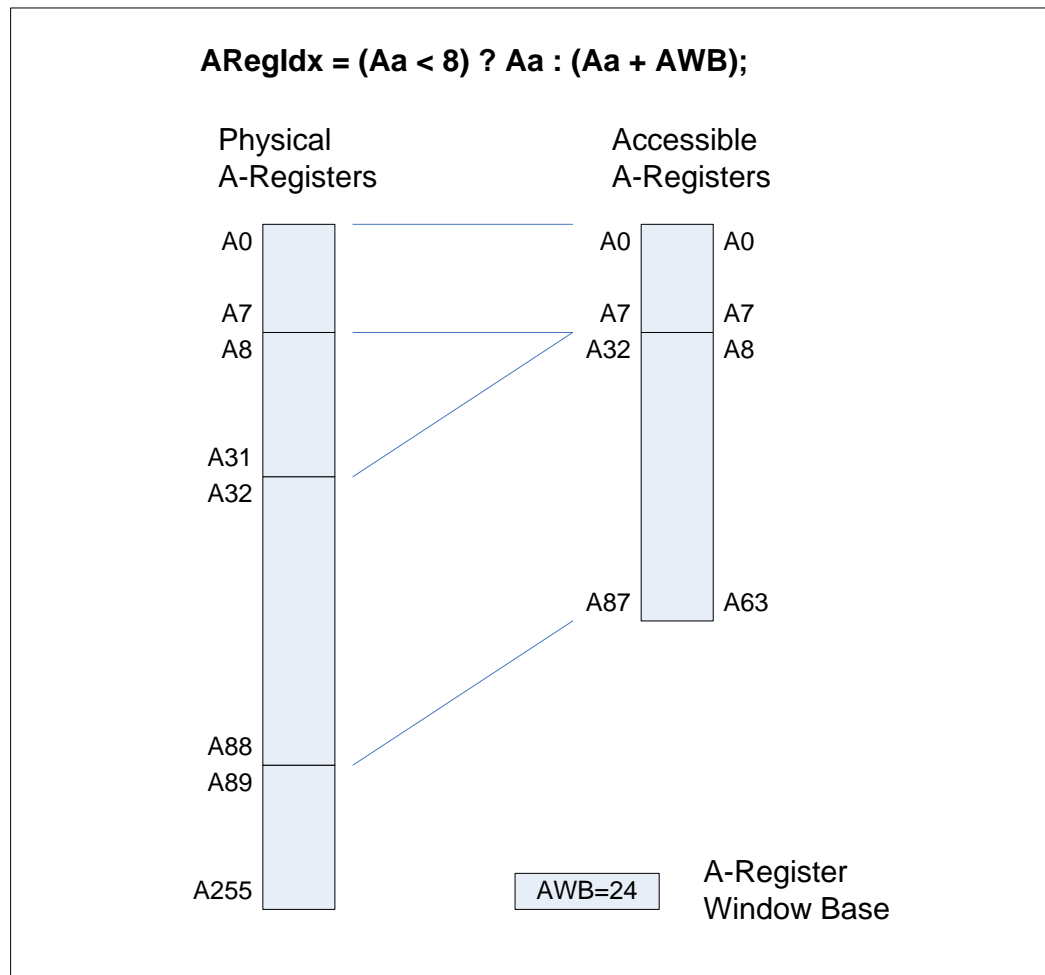 ARegIdx = (Aa < 8) ? Aa : (Aa + AWB);
Physical
A-Registers
Accessible
A-Registers
A0
A7
A8
A31
A32
A88
A89
A255
A0
A7
A32
A87
A0
A7
A8
A63
AWB=24
A-Register
Window Base